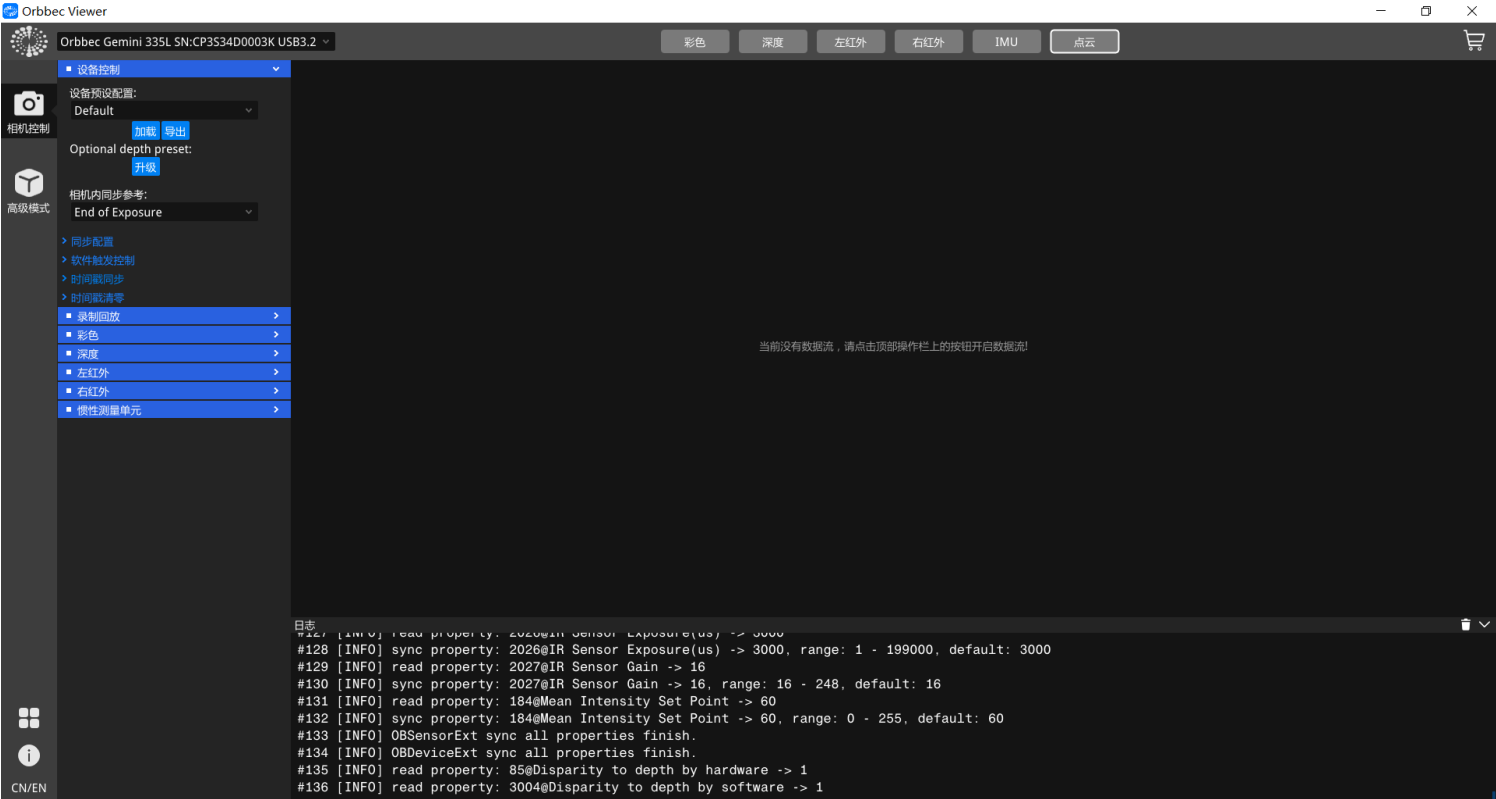 Orbbec Viewer
Orbbec Gemini 335L SN:CP3S34D0003K USB3.2
彩色
深度
左红外
右红外
IMU
点云
相机控制
高级模式
设备控制
设备预设配置:
Default
加载 导出
Optional depth preset:
升级
相机内同步参考:
End of Exposure
同步配置
软件触发控制
时间戳同步
时间戳清零
录制回放
彩色
深度
左红外
右红外
惯性测量单元
当前没有数据流，请点击顶部操作栏上的按钮开启数据流!
日志
#127 [INFO] read property: 2026@IR Sensor Exposure(us) -> 3000
#128 [INFO] sync property: 2026@IR Sensor Exposure(us) -> 3000, range: 1 - 199000, default: 3000
#129 [INFO] read property: 2027@IR Sensor Gain -> 16
#130 [INFO] sync property: 2027@IR Sensor Gain -> 16, range: 16 - 248, default: 16
#131 [INFO] read property: 184@Mean Intensity Set Point -> 60
#132 [INFO] sync property: 184@Mean Intensity Set Point -> 60, range: 0 - 255, default: 60
#133 [INFO] OBSensorExt sync all properties finish.
#134 [INFO] OBDeviceExt sync all properties finish.
#135 [INFO] read property: 85@Disparity to depth by hardware -> 1
#136 [INFO] read property: 3004@Disparity to depth by software -> 1
CN/EN